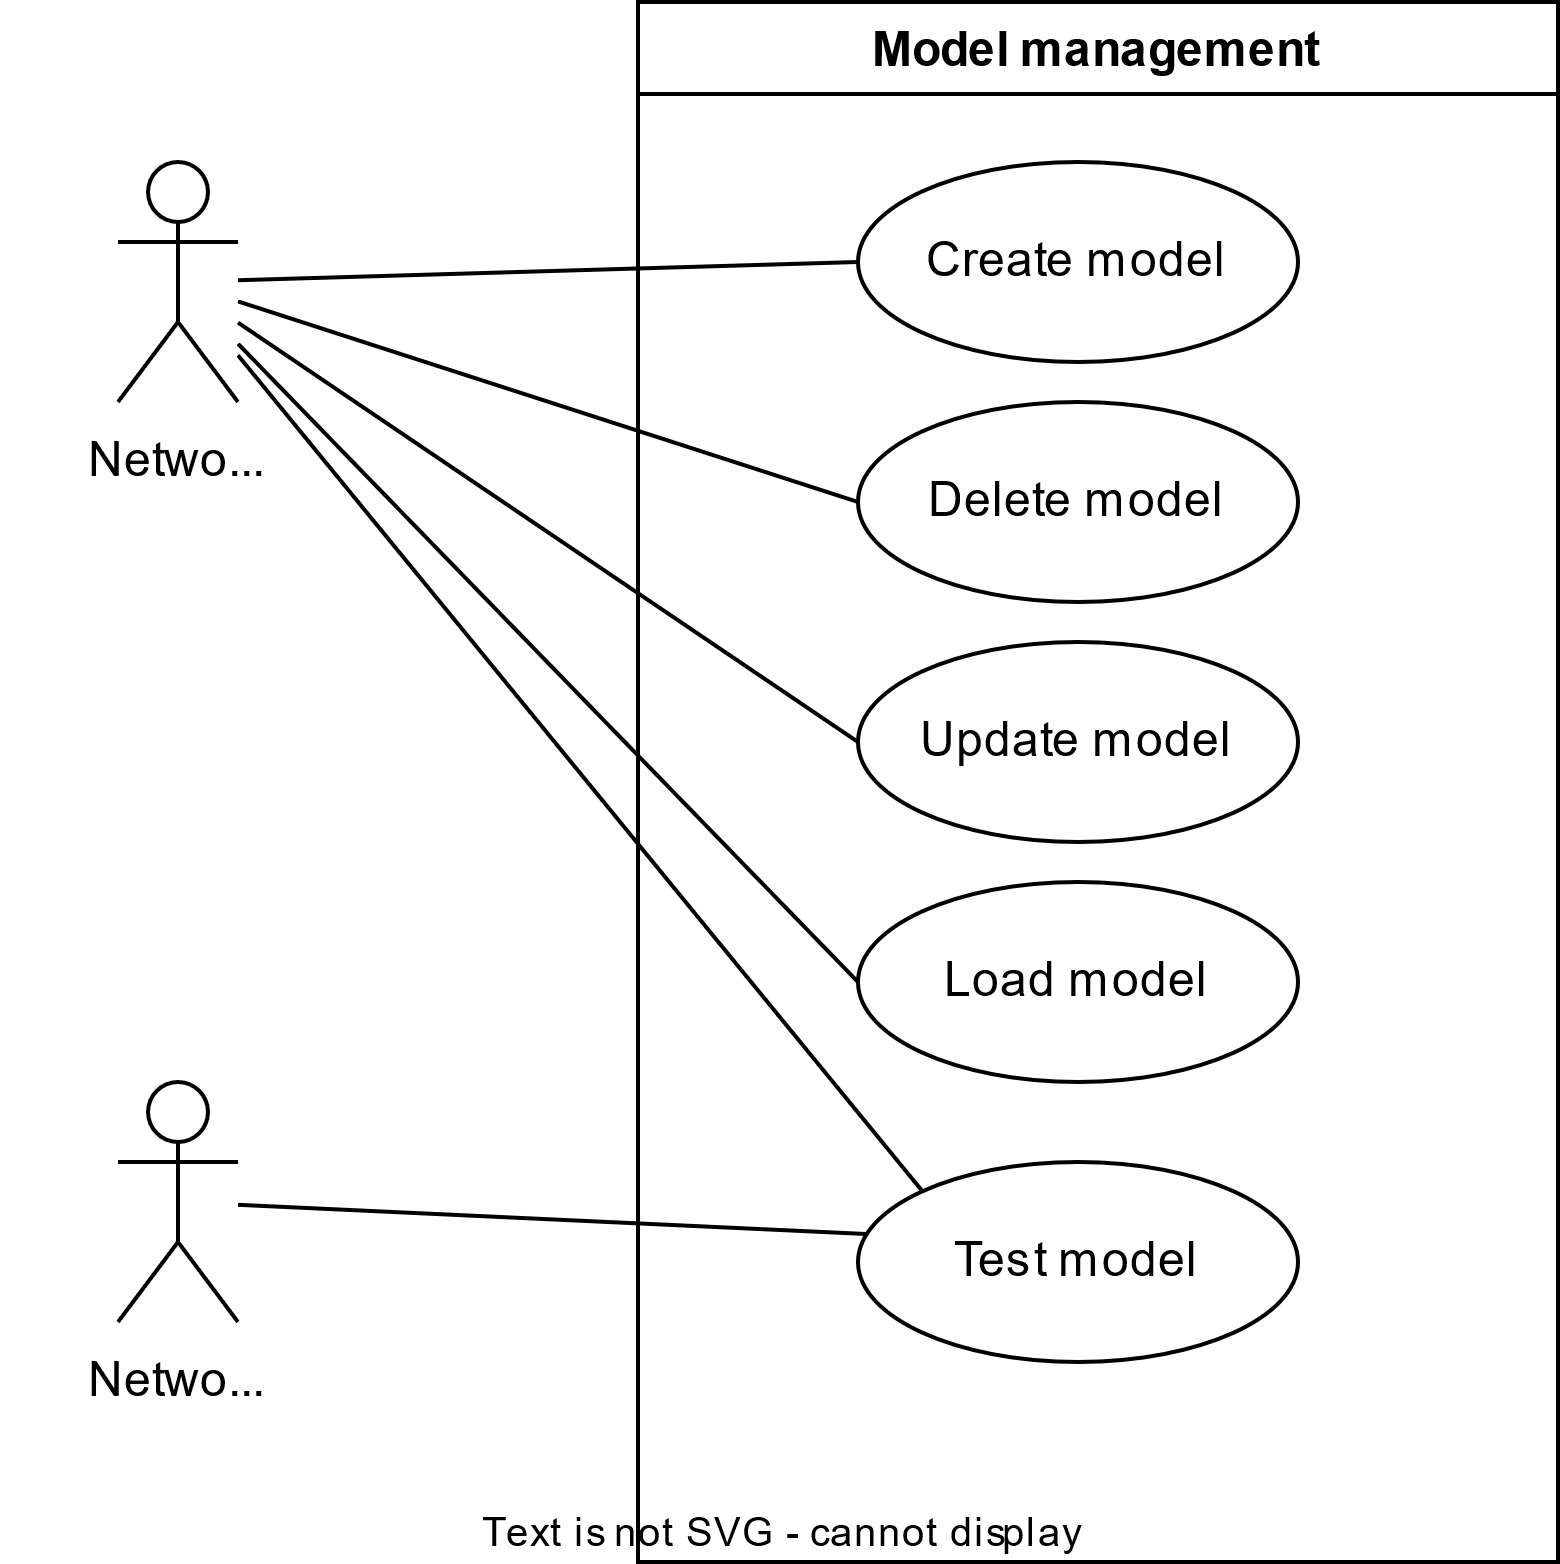 Model management
Create model
Netwo...
Delete model
Update model
Load model
Test model
Netwo...
Text is not SVG - cannot display